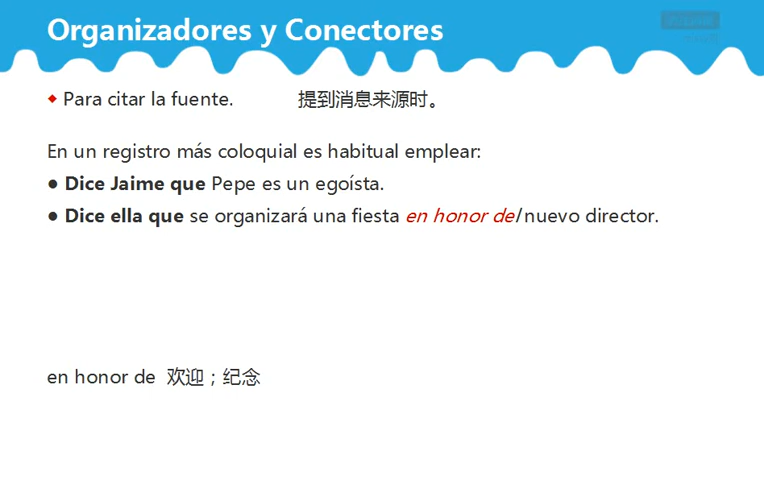 Organizadores y Conectores
◆ Para citar la fuente. 提到消息来源时。
En un registro más coloquial es habitual emplear:
● Dice Jaime que Pepe es un egoísta.
● Dice ella que se organizará una fiesta en honor del nuevo director.
en honor de 欢迎；纪念